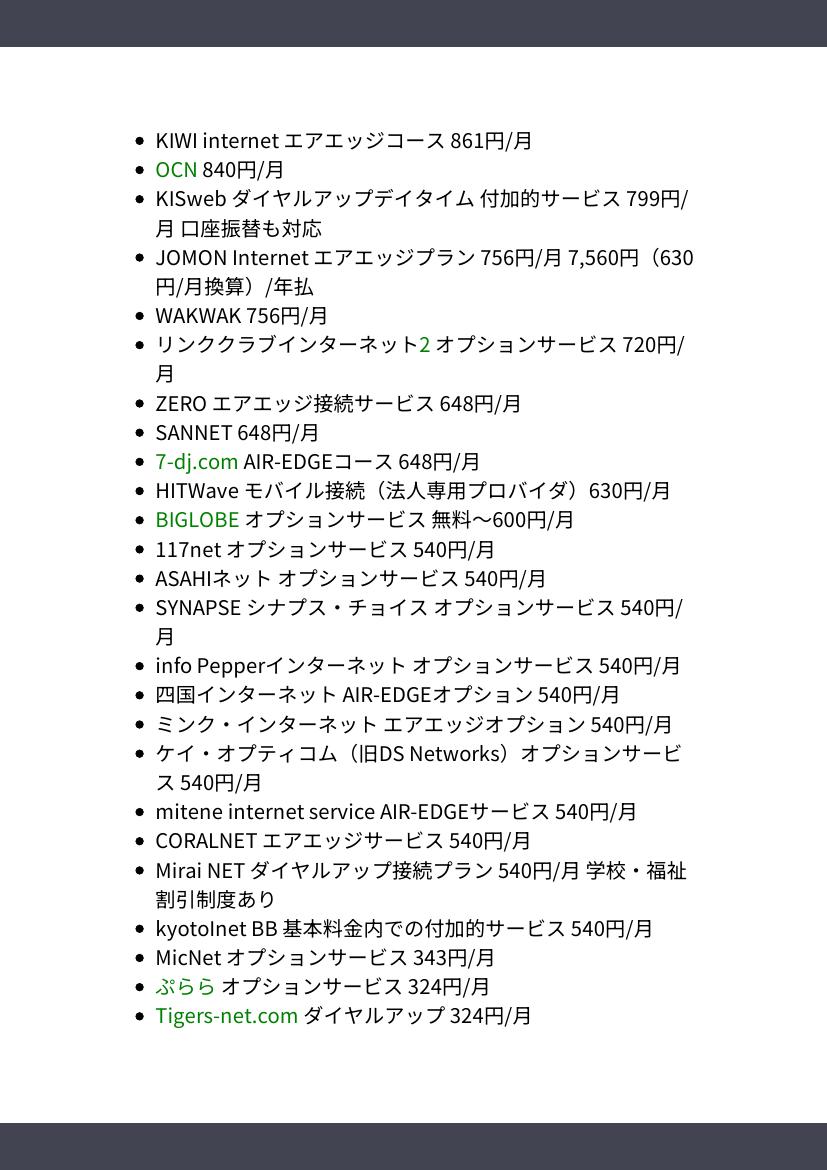 • KIWI internet エアエッジコース 861円/月
• OCN 840円/月
• KISweb ダイヤルアップデイタイム 付加的サービス 799円/
月 口座振替も対応
• JOMON Internet エアエッジプラン 756円/月 7,560円（630
円/月換算）/年払
• WAKWAK 756円/月
• リンククラブインターネット2 オプションサービス 720円/
月
• ZERO エアエッジ接続サービス 648円/月
• SANNET 648円/月
• 7-dj.com AIR-EDGEコース 648円/月
• HITWave モバイル接続（法人専用プロバイダ）630円/月
• BIGLOBE オプションサービス 無料〜600円/月
• 117net オプションサービス 540円/月
• ASAHIネット オプションサービス 540円/月
• SYNAPSE シナプス・チョイス オプションサービス 540円/
月
• info Pepperインターネット オプションサービス 540円/月
• 四国インターネット AIR-EDGEオプション 540円/月
• ミンク・インターネット エアエッジオプション 540円/月
• ケイ・オプティコム（旧DS Networks）オプションサービ
ス 540円/月
• mitene internet service AIR-EDGEサービス 540円/月
• CORALNET エアエッジサービス 540円/月
• Mirai NET ダイヤルアップ接続プラン 540円/月 学校・福祉
割引制度あり
• kyotoInet BB 基本料金内での付加的サービス 540円/月
• MicNet オプションサービス 343円/月
• ぷらら オプションサービス 324円/月
• Tigers-net.com ダイヤルアップ 324円/月